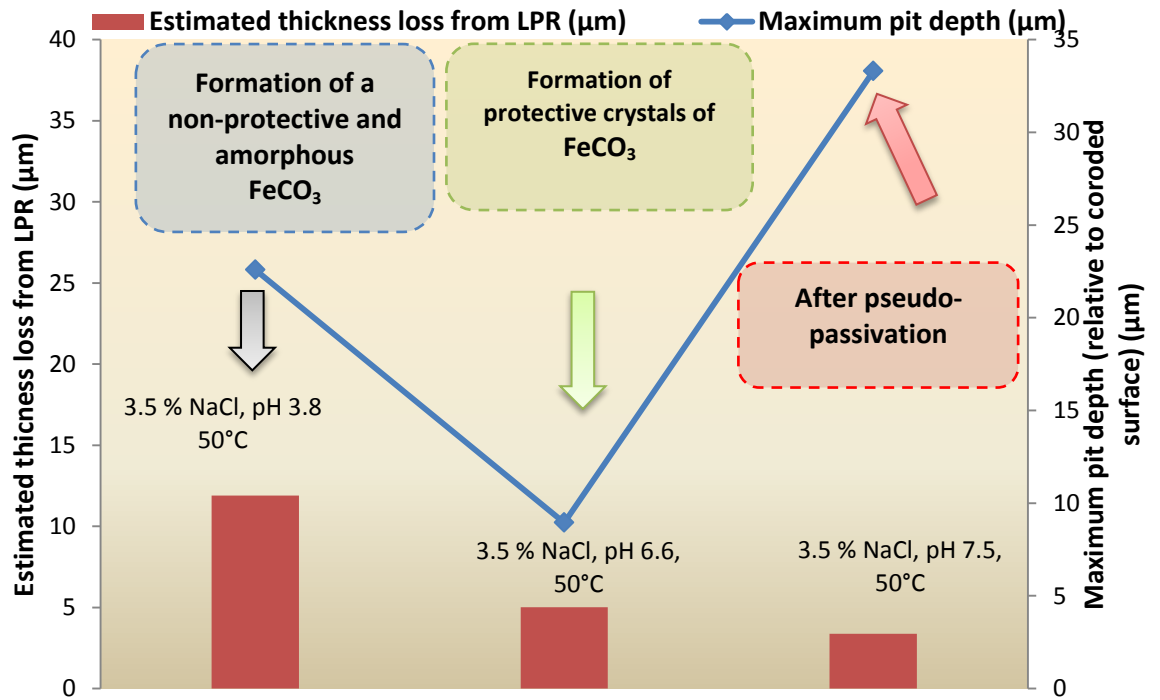 Estimated thickness loss from LPR (µm)
Maximum pit depth (µm)
40
35
30
25
20
15
10
5
0
Estimated thicness loss from LPR (µm)
Formation of a
non-protective and
amorphous
FeCO₃
Formation of
protective crystals of
FeCO₃
After pseudo-
passivation
3.5 % NaCl, pH 3.8
50°C
3.5 % NaCl, pH 6.6,
50°C
3.5 % NaCl, pH 7.5,
50°C
35
30
25
20
15
10
5
0
Maximum pit depth (relative to coroded
surface) (µm)